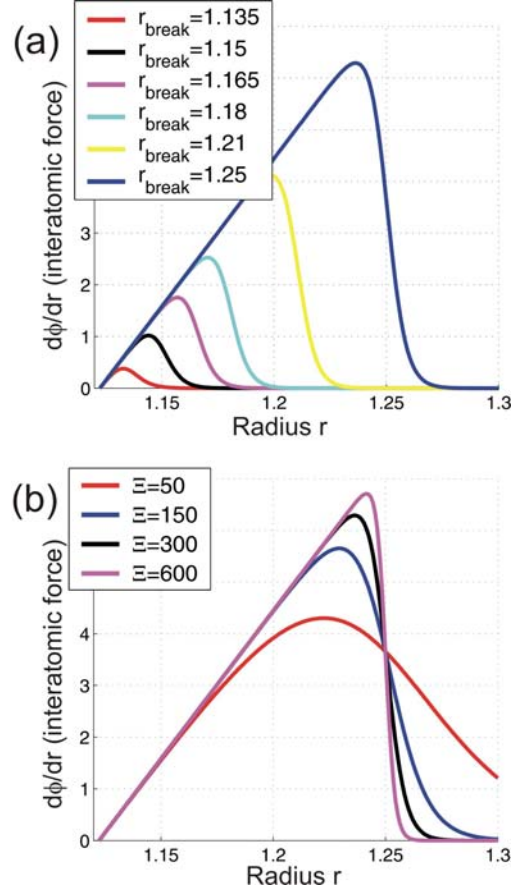 (a)
r_break=1.135
r_break=1.15
r_break=1.165
r_break=1.18
r_break=1.21
r_break=1.25
dϕ/dr (interatomic force)
3
2
1
0
1.15 1.2 1.25 1.3
Radius r
(b)
Ξ=50
Ξ=150
Ξ=300
Ξ=600
dϕ/dr (interatomic force)
4
3
2
1
0
1.15 1.2 1.25 1.3
Radius r